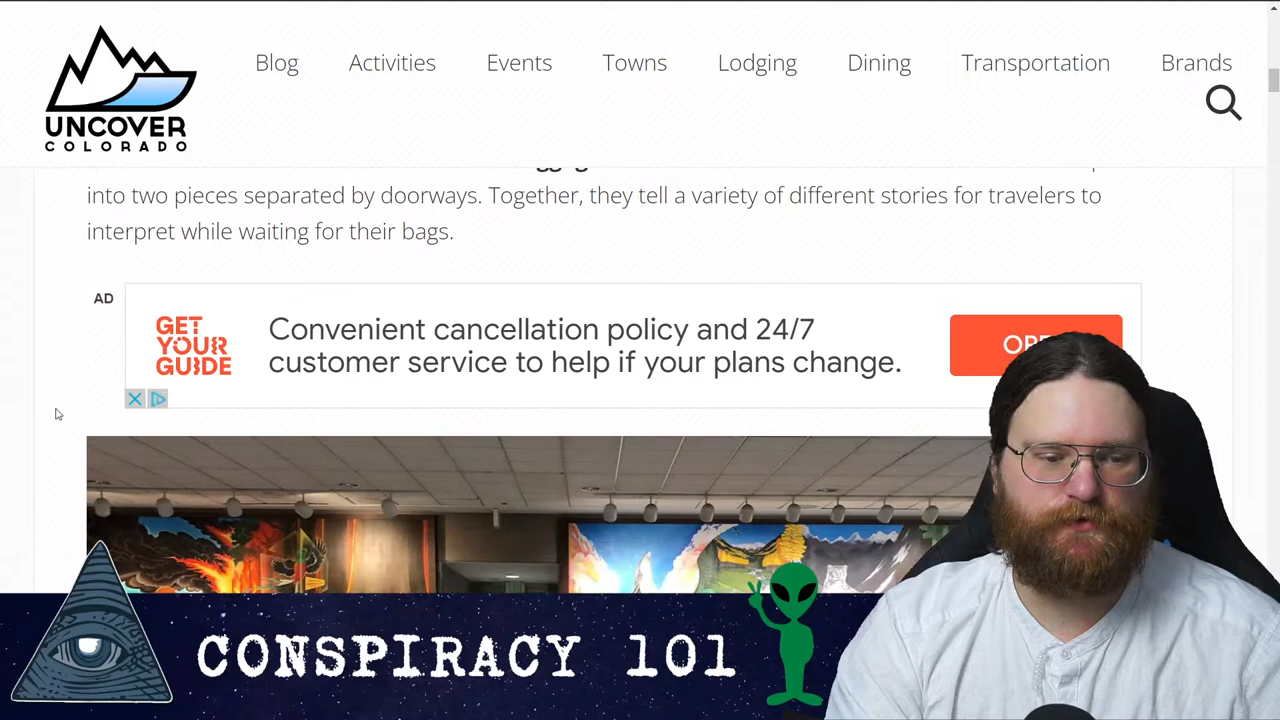 UNCOVER
COLORADO
Blog Activities Events Towns Lodging Dining Transportation Brands
into two pieces separated by doorways. Together, they tell a variety of different stories for travelers to
interpret while waiting for their bags.
AD
GET
YOUR
GUIDE
Convenient cancellation policy and 24/7
customer service to help if your plans change.
CONSPIRACY 101